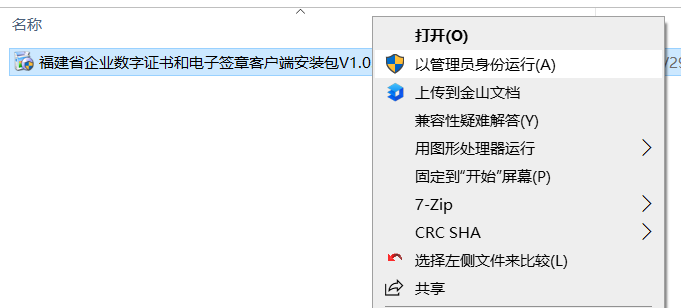 名称
打开(O)
福建省企业数字证书和电子签章客户端安装包V1.0
以管理员身份运行(A)
上传到金山文档
兼容性疑难解答(Y)
用图形处理器运行
固定到“开始”屏幕(P)
7-Zip
CRC SHA
选择左侧文件来比较(L)
共享